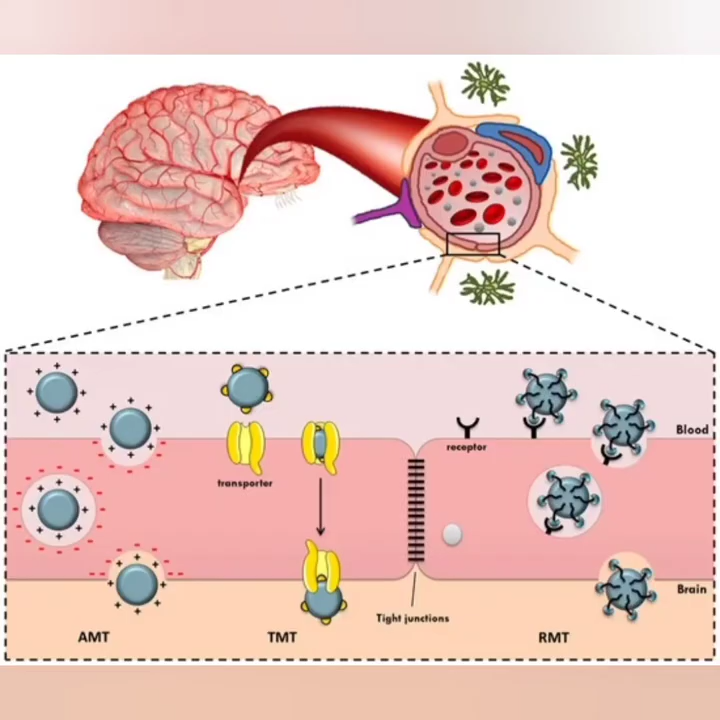 Blood
receptor
transporter
Brain
Tight junctions
AMT
TMT
RMT